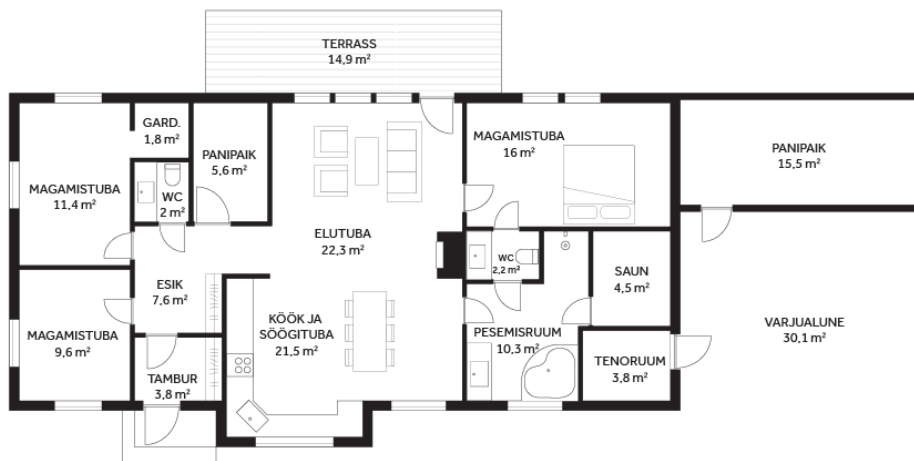 TERRASS
14,9 m²
GARD.
1,8 m²
PANIPAIK
5,6 m²
MAGAMISTUBA
11,4 m²
WC
2 m²
MAGAMISTUBA
16 m²
PANIPAIK
15,5 m²
ELUTUBA
22,3 m²
WC
2,2 m²
SAUN
4,5 m²
ESIK
7,6 m²
KÖÖK JA
SÖÖGITUBA
21,5 m²
MAGAMISTUBA
9,6 m²
PESEMISRUUM
10,3 m²
VARJUALUNE
30,1 m²
TAMBUR
3,8 m²
TENORUUM
3,8 m²